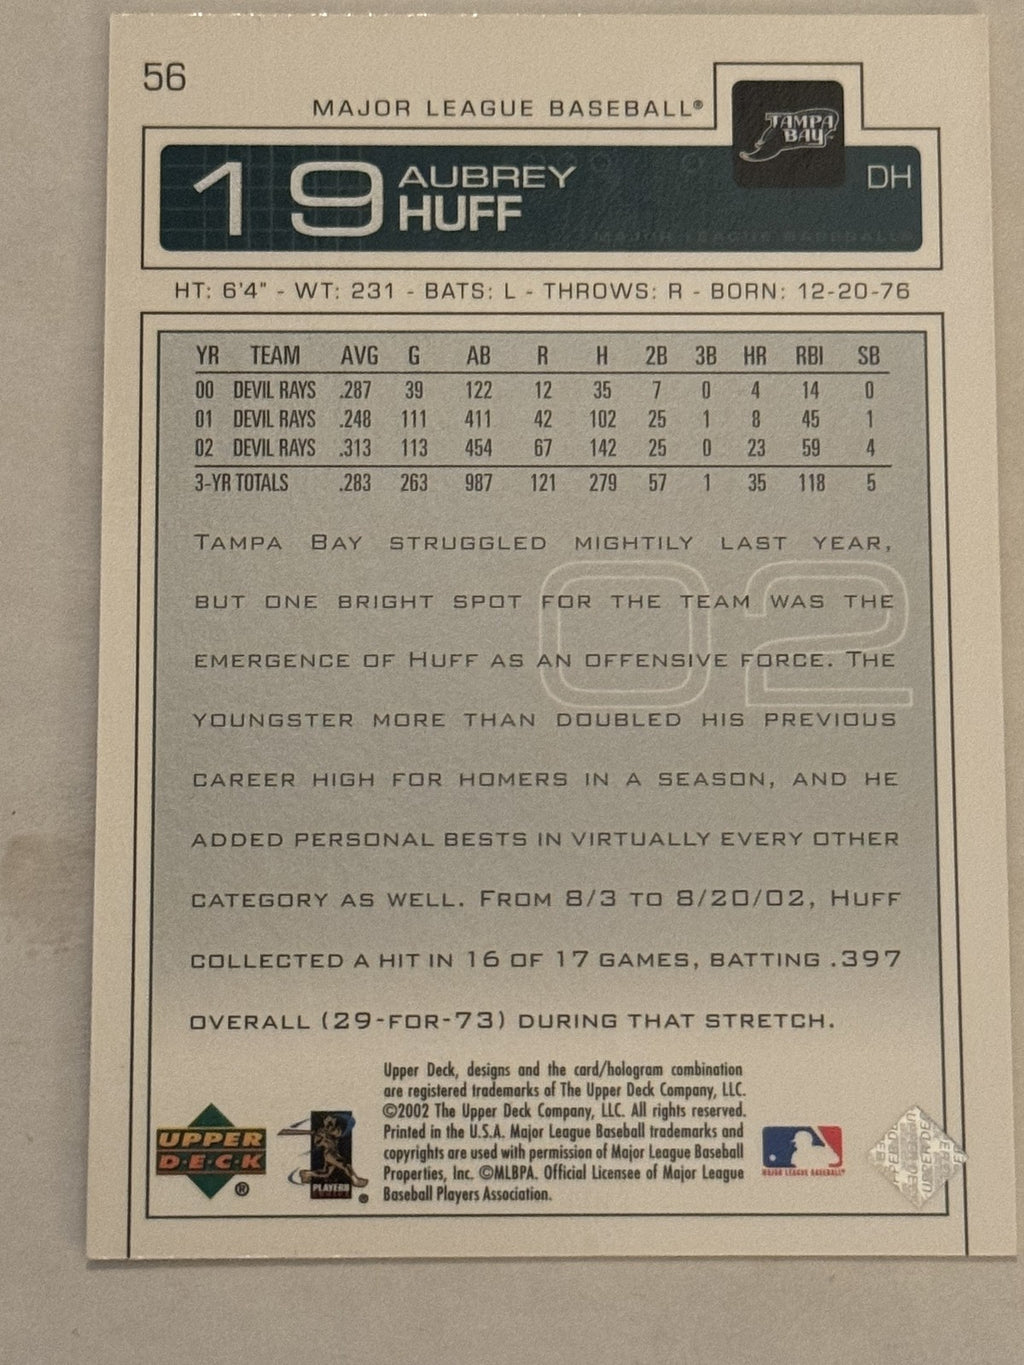 56
MAJOR LEAGUE BASEBALL®
TAMPA
BAY
19 AUBREY
HUFF
DH
MAJOR LEAGUE BASEBALL
HT: 6'4" - WT: 231 - BATS: L - THROWS: R - BORN: 12-20-76
YR TEAM AVG G AB R H 2B 3B HR RBI SB
00 DEVIL RAYS .287 39 122 12 35 7 0 4 14 0
01 DEVIL RAYS .248 111 411 42 102 25 1 8 45 1
02 DEVIL RAYS .313 113 454 67 142 25 0 23 59 4
3-YR TOTALS .283 263 987 121 279 57 1 35 118 5
02
TAMPA BAY STRUGGLED MIGHTILY LAST YEAR,
BUT ONE BRIGHT SPOT FOR THE TEAM WAS THE
EMERGENCE OF HUFF AS AN OFFENSIVE FORCE. THE
YOUNGSTER MORE THAN DOUBLED HIS PREVIOUS
CAREER HIGH FOR HOMERS IN A SEASON, AND HE
ADDED PERSONAL BESTS IN VIRTUALLY EVERY OTHER
CATEGORY AS WELL. FROM 8/3 TO 8/20/02, HUFF
COLLECTED A HIT IN 16 OF 17 GAMES, BATTING .397
OVERALL (29-FOR-73) DURING THAT STRETCH.
Upper Deck, designs and the card/hologram combination
are registered trademarks of The Upper Deck Company, LLC.
©2002 The Upper Deck Company, LLC. All rights reserved.
Printed in the U.S.A. Major League Baseball trademarks and
copyrights are used with permission of Major League Baseball
Properties, Inc. ©MLBPA. Official Licensee of Major League
Baseball Players Association.
UPPER
D·E·C·K
®
PLAYERS
®
MAJOR LEAGUE BASEBALL®